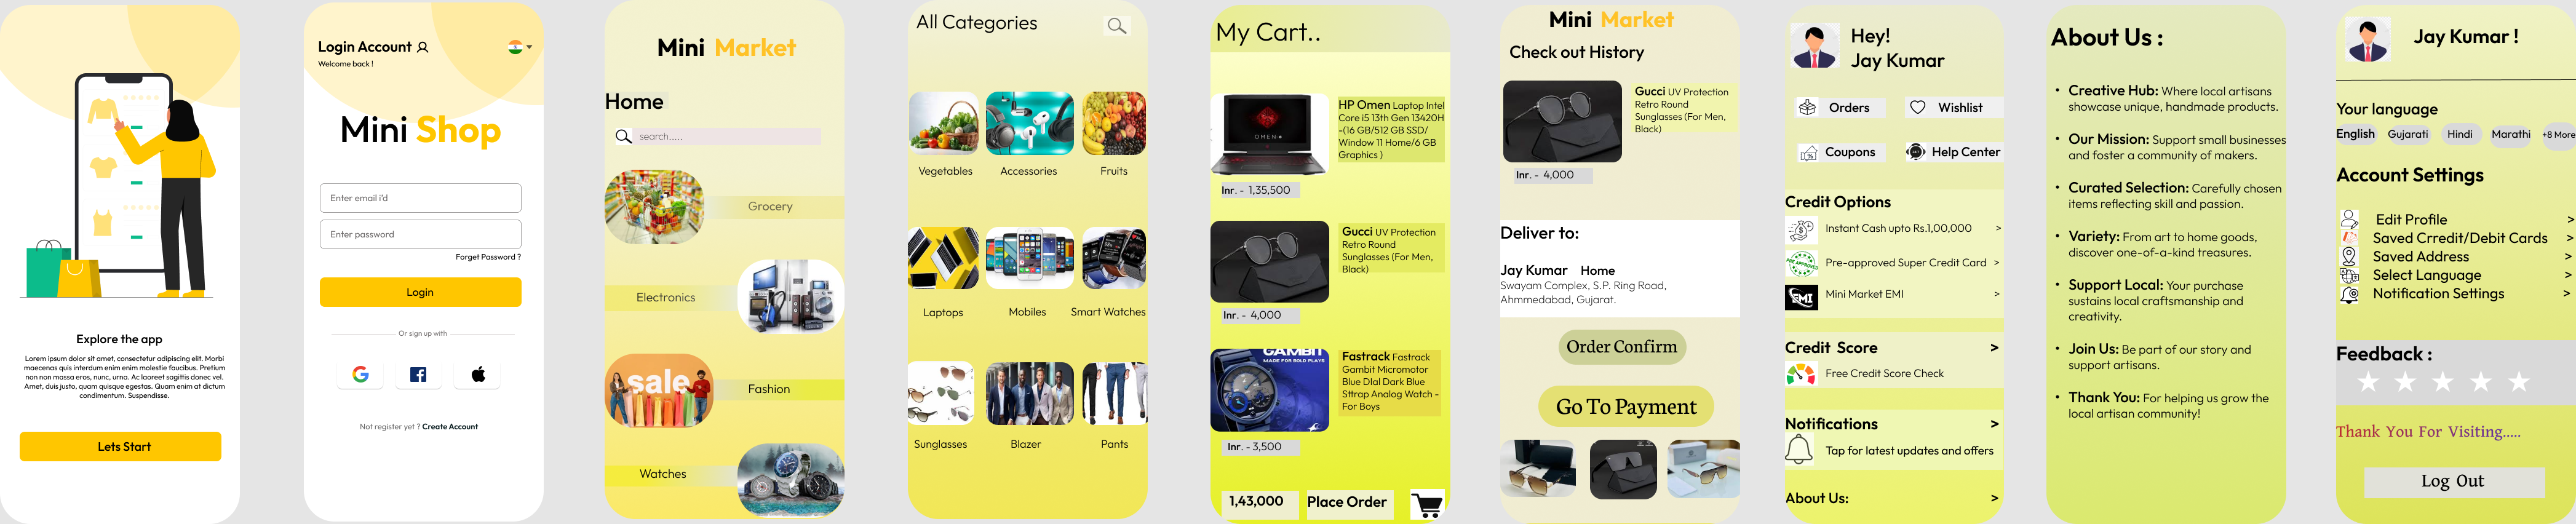 Explore the app
Lorem ipsum dolor sit amet, consectetur adipiscing elit. Morbi
maecenas quis interdum enim enim molestie faucibus. Pretium
non non massa eros, nunc, urna. Ac laoreet sagittis donec vel.
Amet, duis justo, quam quisque egestas. Quam enim at dictum
condimentum. Suspendisse.
Lets Start
Login Account
Welcome back !
Mini Shop
Enter email i'd
Enter password
Forget Password ?
Login
Or sign up with
Not register yet ? Create Account
Mini Market
Home
search.....
Grocery
Electronics
sale
Fashion
Watches
All Categories
Vegetables
Accessories
Fruits
Laptops
Mobiles
Smart Watches
Sunglasses
Blazer
Pants
My Cart..
OMEN
HP Omen Laptop Intel
Core i5 13th Gen 13420H
-(16 GB/512 GB SSD/
Window 11 Home/6 GB
Graphics )
Inr. - 1,35,500
Gucci UV Protection
Retro Round
Sunglasses (For Men,
Black)
Inr. - 4,000
GAMBIT
MADE FOR BOLD PLAYS
Fastrack Fastrack
Gambit Micromotor
Blue DIal Dark Blue
Sttrap Analog Watch -
For Boys
Inr. - 3,500
1,43,000
Place Order
Mini Market
Check out History
Gucci UV Protection
Retro Round
Sunglasses (For Men,
Black)
Inr. - 4,000
Deliver to:
Jay Kumar Home
Swayam Complex, S.P. Ring Road,
Ahmmedabad, Gujarat.
Order Confirm
Go To Payment
Hey!
Jay Kumar
Orders
Wishlist
Coupons
Help Center
Credit Options
Instant Cash upto Rs.1,00,000 >
PRE APPROVED
Pre-approved Super Credit Card >
EMI
Mini Market EMI >
Credit Score >
Free Credit Score Check
Notifications >
Tap for latest updates and offers
About Us: >
About Us :
• Creative Hub: Where local artisans
showcase unique, handmade products.
• Our Mission: Support small businesses
and foster a community of makers.
• Curated Selection: Carefully chosen
items reflecting skill and passion.
• Variety: From art to home goods,
discover one-of-a-kind treasures.
• Support Local: Your purchase
sustains local craftsmanship and
creativity.
• Join Us: Be part of our story and
support artisans.
• Thank You: For helping us grow the
local artisan community!
Jay Kumar !
Your language
English Gujarati Hindi Marathi +8 More
Account Settings
Edit Profile >
Saved Crredit/Debit Cards >
Saved Address >
Select Language >
Notification Settings >
Feedback :
Thank You For Visiting.....
Log Out